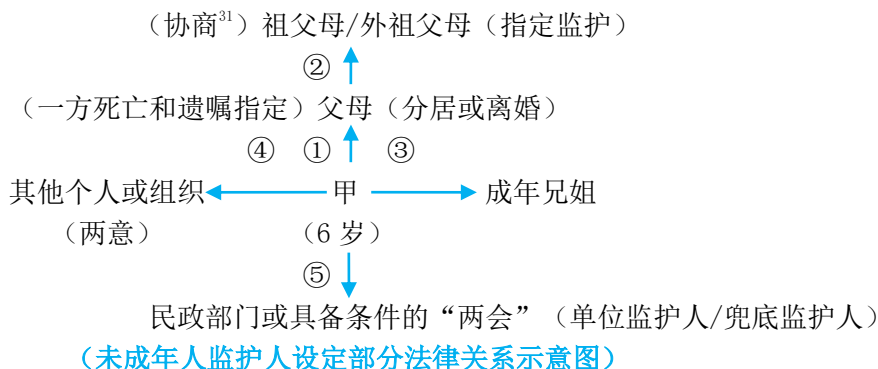 （协商31）祖父母/外祖父母（指定监护）
②
（一方死亡和遗嘱指定）父母（分居或离婚）
④ ① ③
其他个人或组织 甲 成年兄姐
（两意） （6 岁）
⑤
民政部门或具备条件的“两会”（单位监护人/兜底监护人）
（未成年人监护人设定部分法律关系示意图）